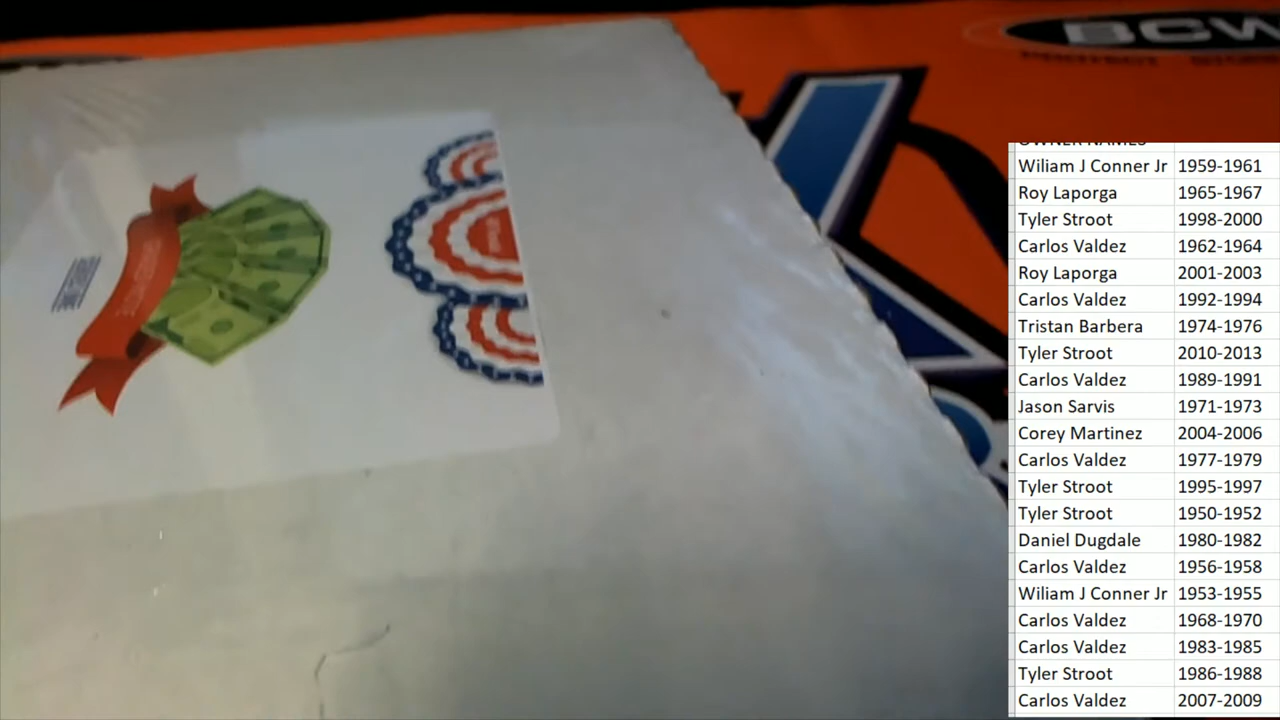 BCW
OWNER NAMES
Wiliam J Conner Jr 1959-1961
Roy Laporga 1965-1967
Tyler Stroot 1998-2000
Carlos Valdez 1962-1964
Roy Laporga 2001-2003
Carlos Valdez 1992-1994
Tristan Barbera 1974-1976
Tyler Stroot 2010-2013
Carlos Valdez 1989-1991
Jason Sarvis 1971-1973
Corey Martinez 2004-2006
Carlos Valdez 1977-1979
Tyler Stroot 1995-1997
Tyler Stroot 1950-1952
Daniel Dugdale 1980-1982
Carlos Valdez 1956-1958
Wiliam J Conner Jr 1953-1955
Carlos Valdez 1968-1970
Carlos Valdez 1983-1985
Tyler Stroot 1986-1988
Carlos Valdez 2007-2009